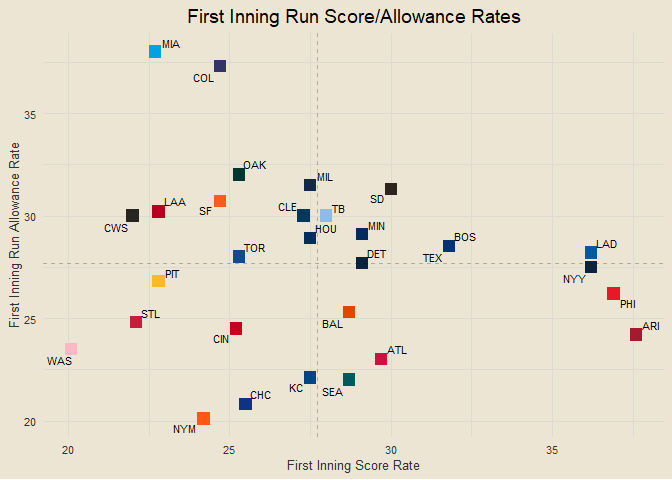 First Inning Run Score/Allowance Rates
MIA
COL
35
OAK
MIL
SD
LAA
SF
CWS
30
CLE
TB
HOU
MIN
BOS
TEX
LAD
TOR
DET
NYY
PIT
PHI
STL
BAL
ARI
25
CIN
WAS
ATL
KC
SEA
CHC
NYM
20
20
25
30
35
First Inning Score Rate
First Inning Run Allowance Rate